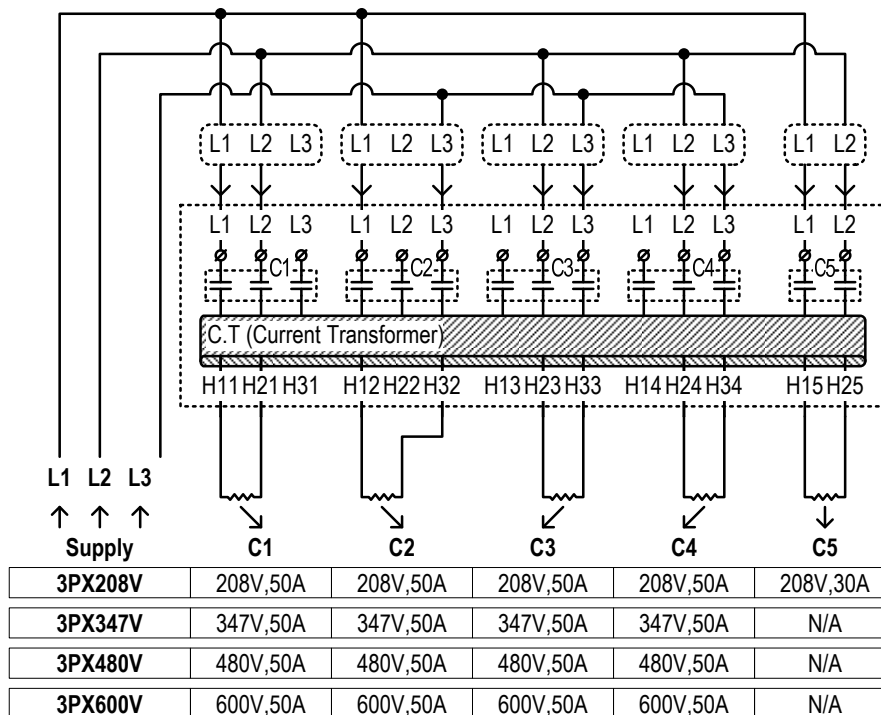 L1 L2 L3 L1 L2 L3 L1 L2 L3 L1 L2 L3 L1 L2
L1 L2 L3 L1 L2 L3 L1 L2 L3 L1 L2 L3 L1 L2
C1 C2 C3 C4 C5
C.T (Current Transformer)
H11 H21 H31 H12 H22 H32 H13 H23 H33 H14 H24 H34 H15 H25
L1 L2 L3
Supply C1 C2 C3 C4 C5
3PX208V 208V,50A 208V,50A 208V,50A 208V,50A 208V,30A
3PX347V 347V,50A 347V,50A 347V,50A 347V,50A N/A
3PX480V 480V,50A 480V,50A 480V,50A 480V,50A N/A
3PX600V 600V,50A 600V,50A 600V,50A 600V,50A N/A